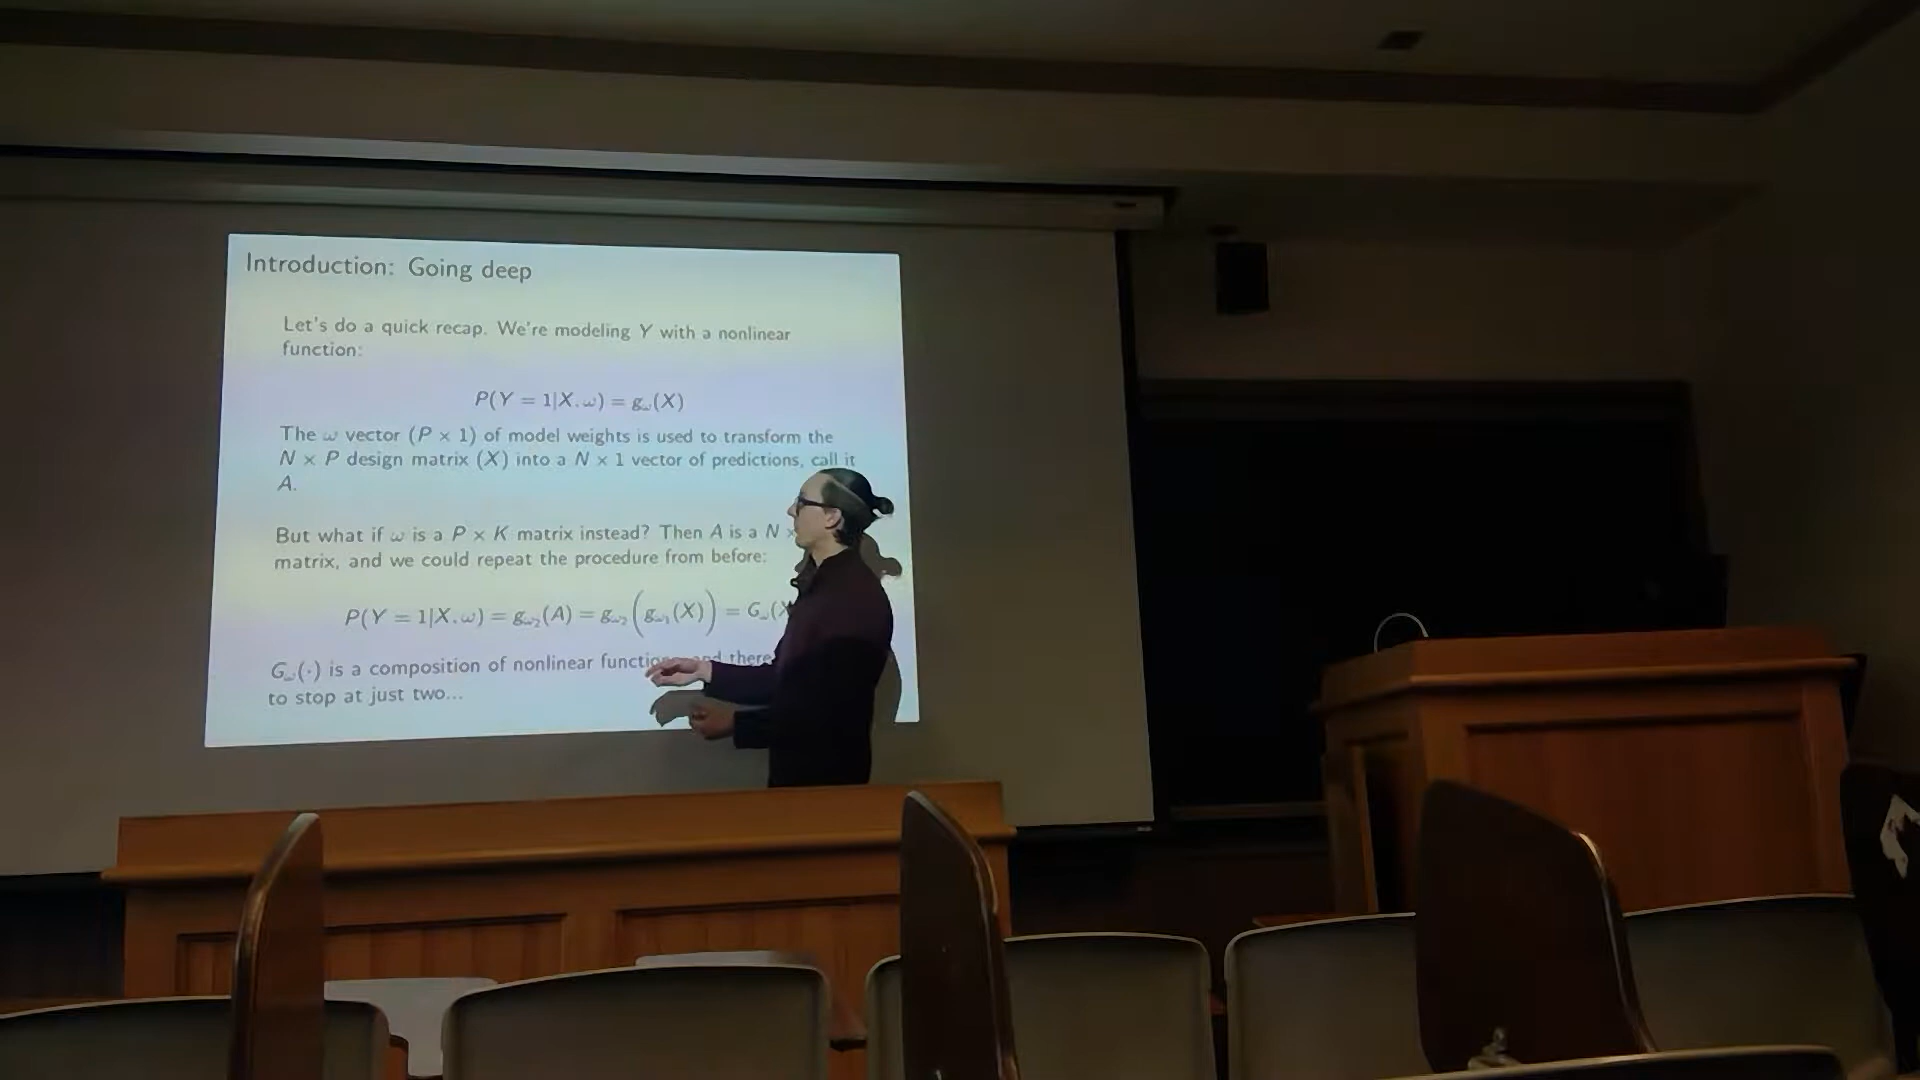 Introduction: Going deep
Let's do a quick recap. We're modeling Y with a nonlinear
function:
P(Y = 1|X, ω) = g_ω(X)
The ω vector (P × 1) of model weights is used to transform the
N × P design matrix (X) into a N × 1 vector of predictions, call it
A.
But what if ω is a P × K matrix instead? Then A is a N ×
matrix, and we could repeat the procedure from before:
P(Y = 1|X, ω) = g_ω₂(A) = g_ω₂(g_ω₁(X)) = G_ω(X
G_ω(·) is a composition of nonlinear and there
to stop at just two...